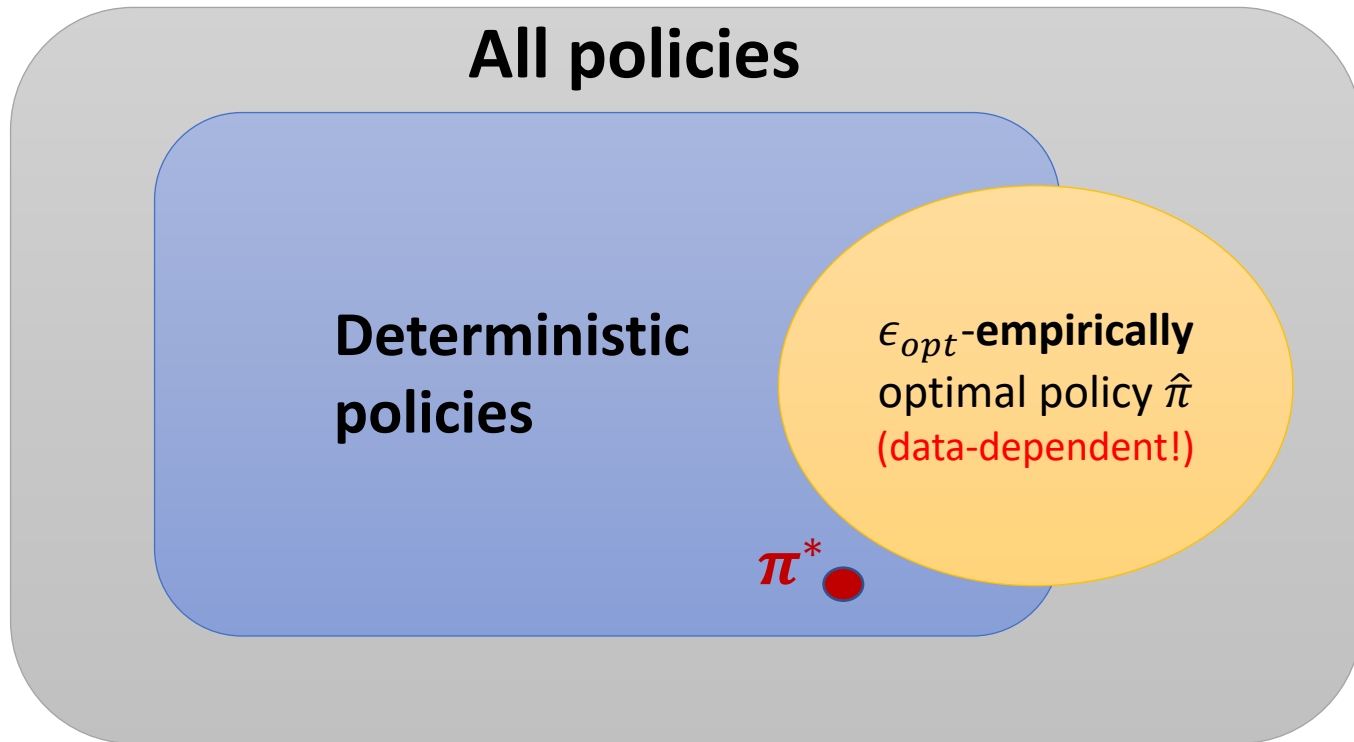 All policies
Deterministic
policies
ϵ_opt-empirically
optimal policy π̂
(data-dependent!)
π*